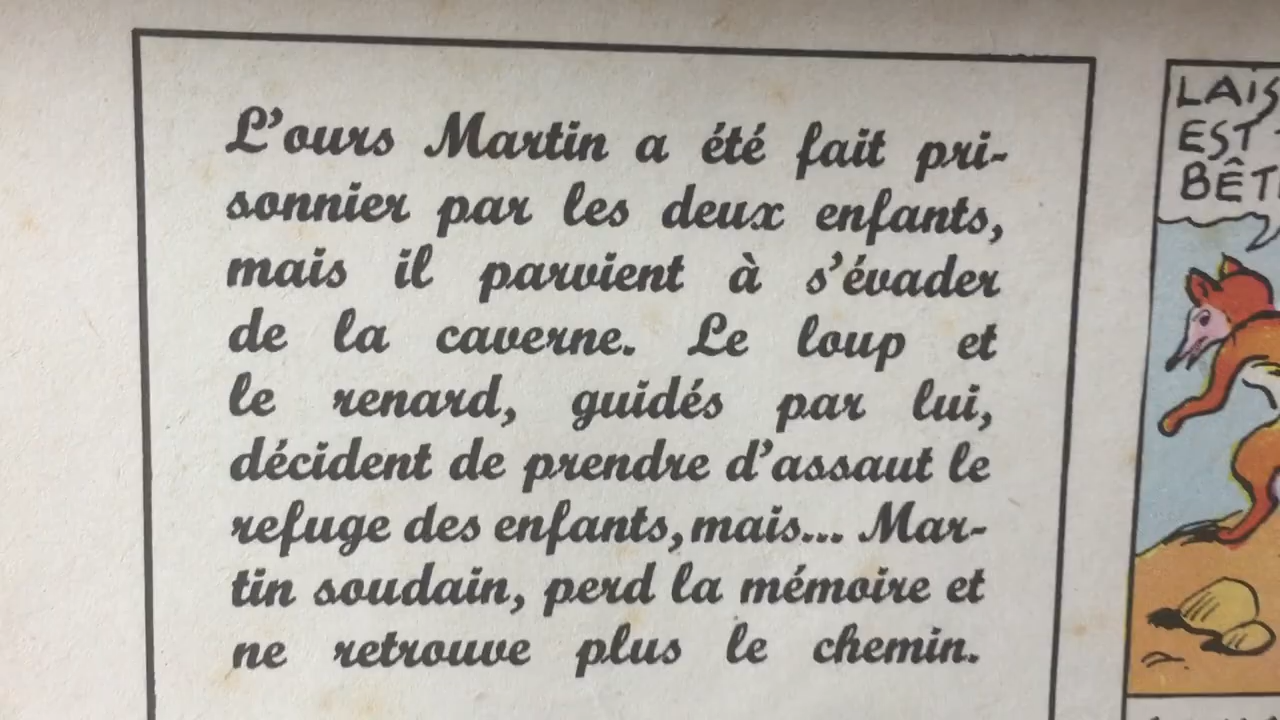 L'ours Martin a été fait pri-
sonnier par les deux enfants,
mais il parvient à s'évader
de la caverne. Le loup et
le renard, guidés par lui,
décident de prendre d'assaut le
refuge des enfants, mais... Mar-
tin soudain, perd la mémoire et
ne retrouve plus le chemin.
EST